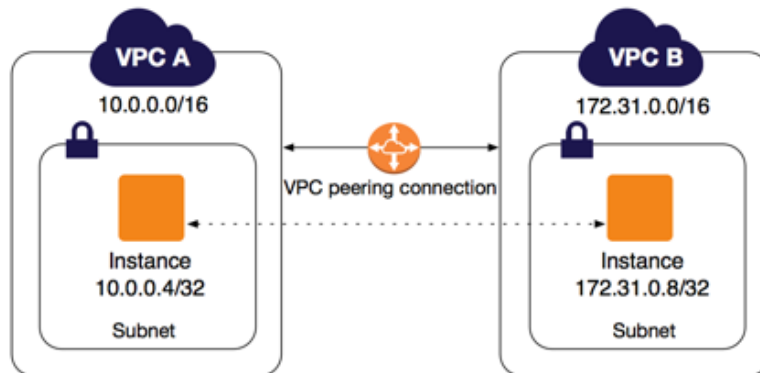 VPC A
10.0.0.0/16
Instance
10.0.0.4/32
Subnet
VPC peering connection
VPC B
172.31.0.0/16
Instance
172.31.0.8/32
Subnet